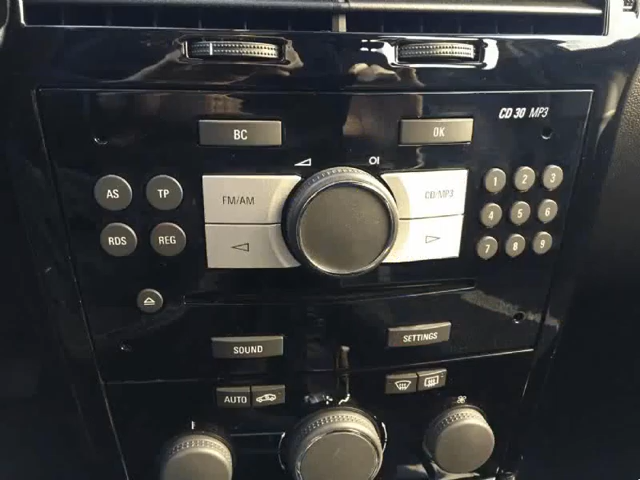 CD 30 MP3
BC OK
AS TP FM/AM CD/MP3 1 2 3
RDS REG 4 5 6
7 8 9
SOUND SETTINGS
AUTO